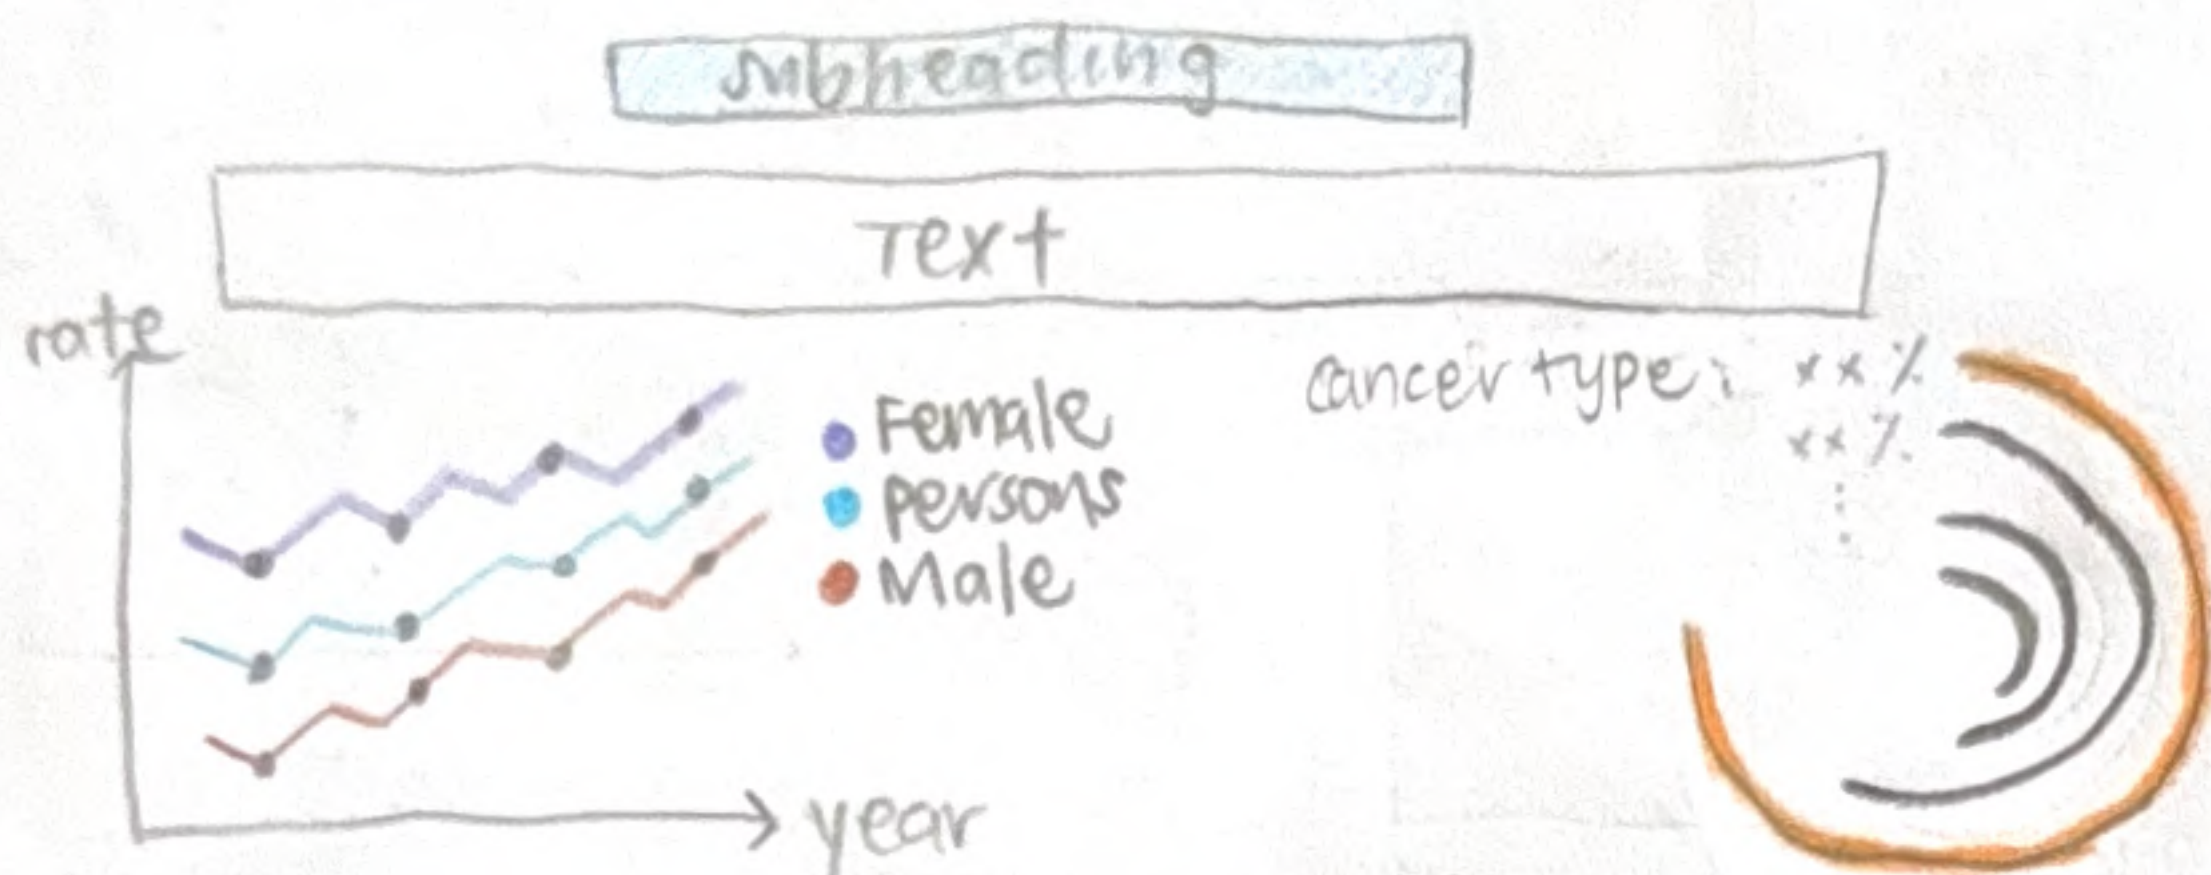 subheading
Text
rate
Female
persons
Male
year
cancer type: xx%
xx%